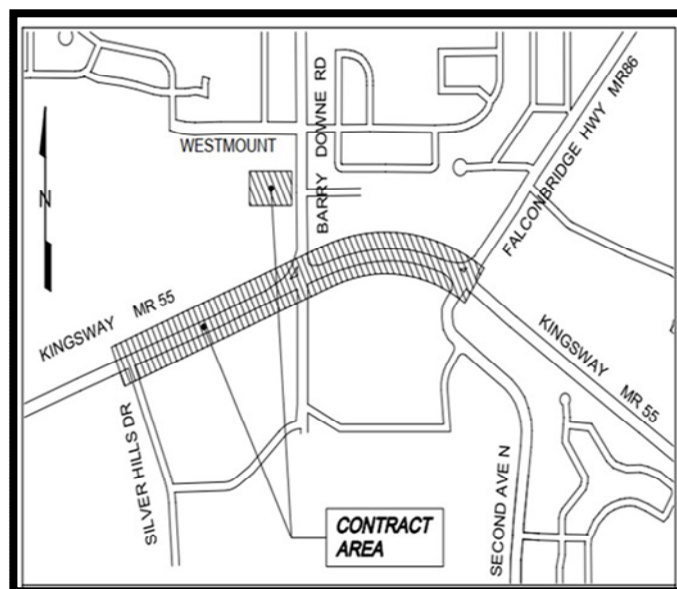 WESTMOUNT
BARRY DOWNE RD
FALCONBRIDGE HWY MR86
N
KINGSWAY MR 55
KINGSWAY MR 55
SILVER HILLS DR
SECOND AVE N
CONTRACT
AREA